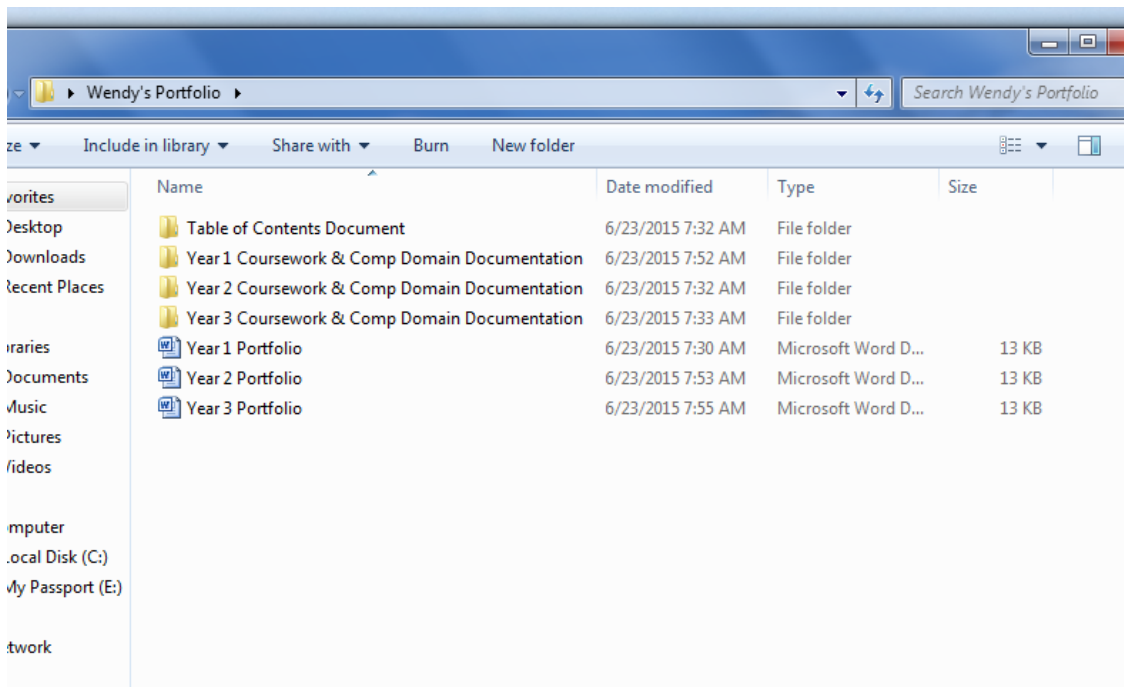 Wendy's Portfolio
Search Wendy's Portfolio
ze Include in library Share with Burn New folder
Name Date modified Type Size
vorites
Desktop
Downloads
Recent Places
raries
Documents
Music
Pictures
Videos
omputer
Local Disk (C:)
My Passport (E:)
etwork
Table of Contents Document 6/23/2015 7:32 AM File folder
Year 1 Coursework & Comp Domain Documentation 6/23/2015 7:52 AM File folder
Year 2 Coursework & Comp Domain Documentation 6/23/2015 7:32 AM File folder
Year 3 Coursework & Comp Domain Documentation 6/23/2015 7:33 AM File folder
Year 1 Portfolio 6/23/2015 7:30 AM Microsoft Word D... 13 KB
Year 2 Portfolio 6/23/2015 7:53 AM Microsoft Word D... 13 KB
Year 3 Portfolio 6/23/2015 7:55 AM Microsoft Word D... 13 KB